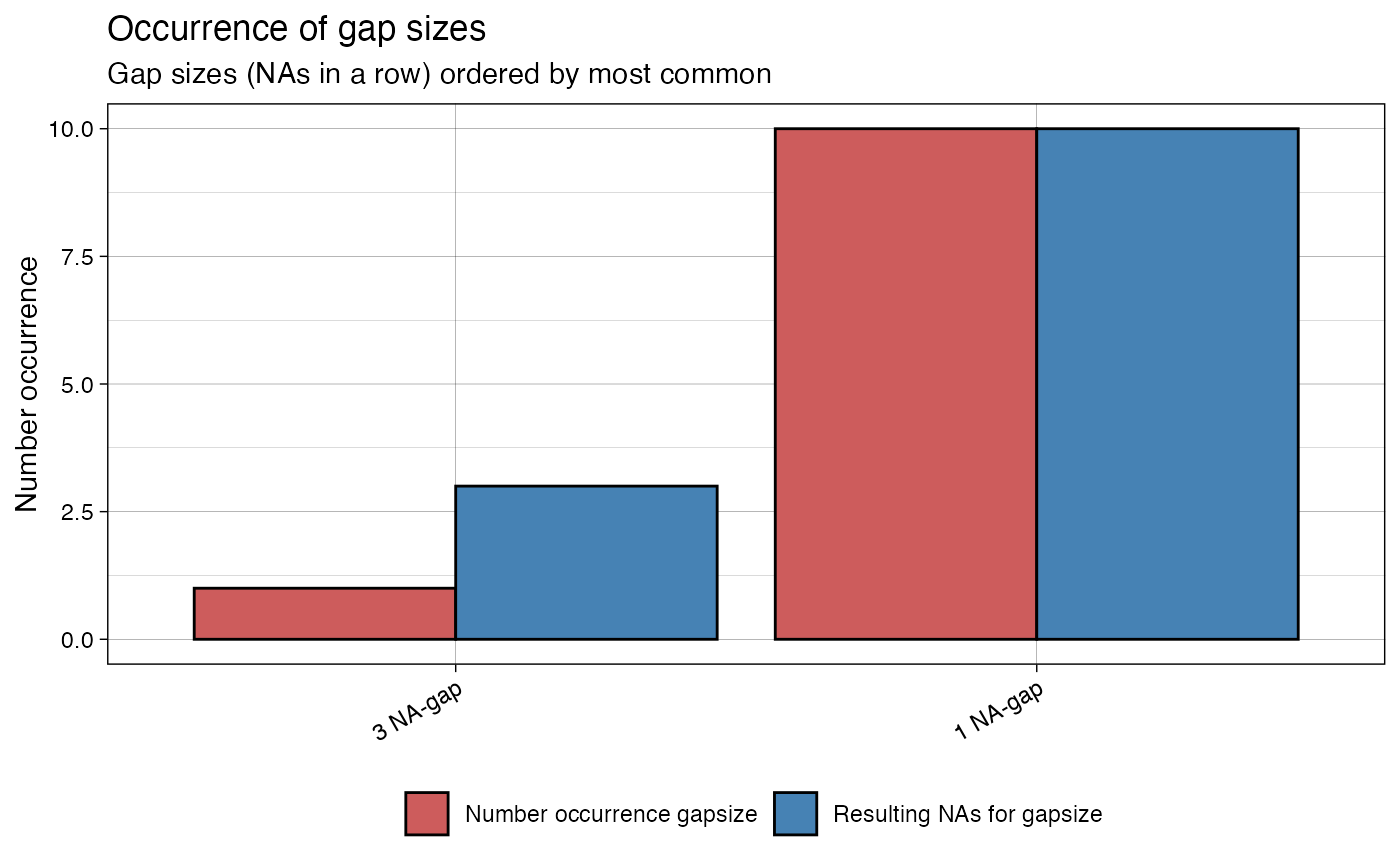 Occurrence of gap sizes
Gap sizes (NAs in a row) ordered by most common
Number occurrence
10.0
7.5
5.0
2.5
0.0
3 NA-gap
1 NA-gap
Number occurrence gapsize
Resulting NAs for gapsize